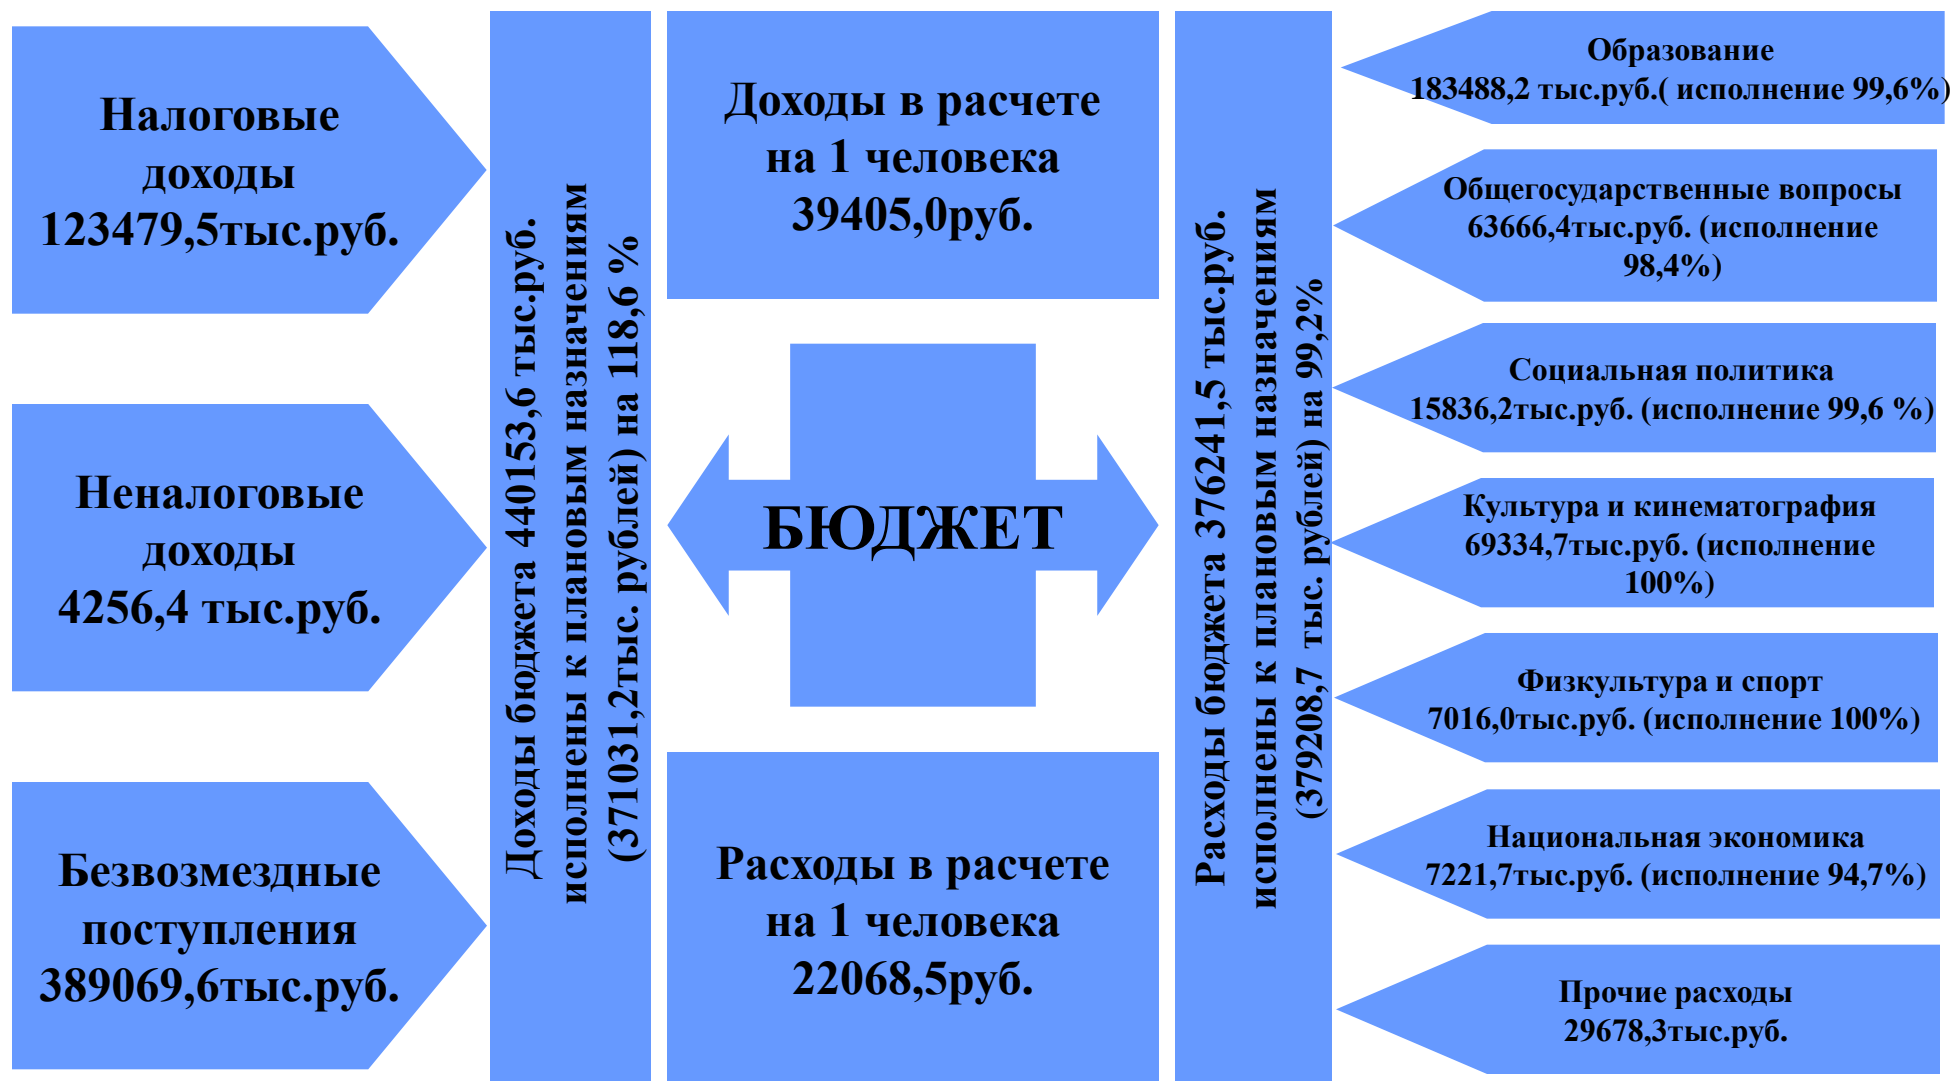 Налоговые
доходы
123479,5тыс.руб.
Неналоговые
доходы
4256,4 тыс.руб.
Безвозмездные
поступления
389069,6тыс.руб.
Доходы бюджета 440153,6 тыс.руб.
исполнены к плановым назначениям
(371031,2тыс. рублей) на 118,6 %
Доходы в расчете
на 1 человека
39405,0руб.
БЮДЖЕТ
Расходы в расчете
на 1 человека
22068,5руб.
Расходы бюджета 376241,5 тыс.руб.
исполнены к плановым назначениям
(379208,7 тыс. рублей) на 99,2%
Образование
183488,2 тыс.руб.( исполнение 99,6%)
Общегосударственные вопросы
63666,4тыс.руб. (исполнение
98,4%)
Социальная политика
15836,2тыс.руб. (исполнение 99,6 %)
Культура и кинематография
69334,7тыс.руб. (исполнение
100%)
Физкультура и спорт
7016,0тыс.руб. (исполнение 100%)
Национальная экономика
7221,7тыс.руб. (исполнение 94,7%)
Прочие расходы
29678,3тыс.руб.